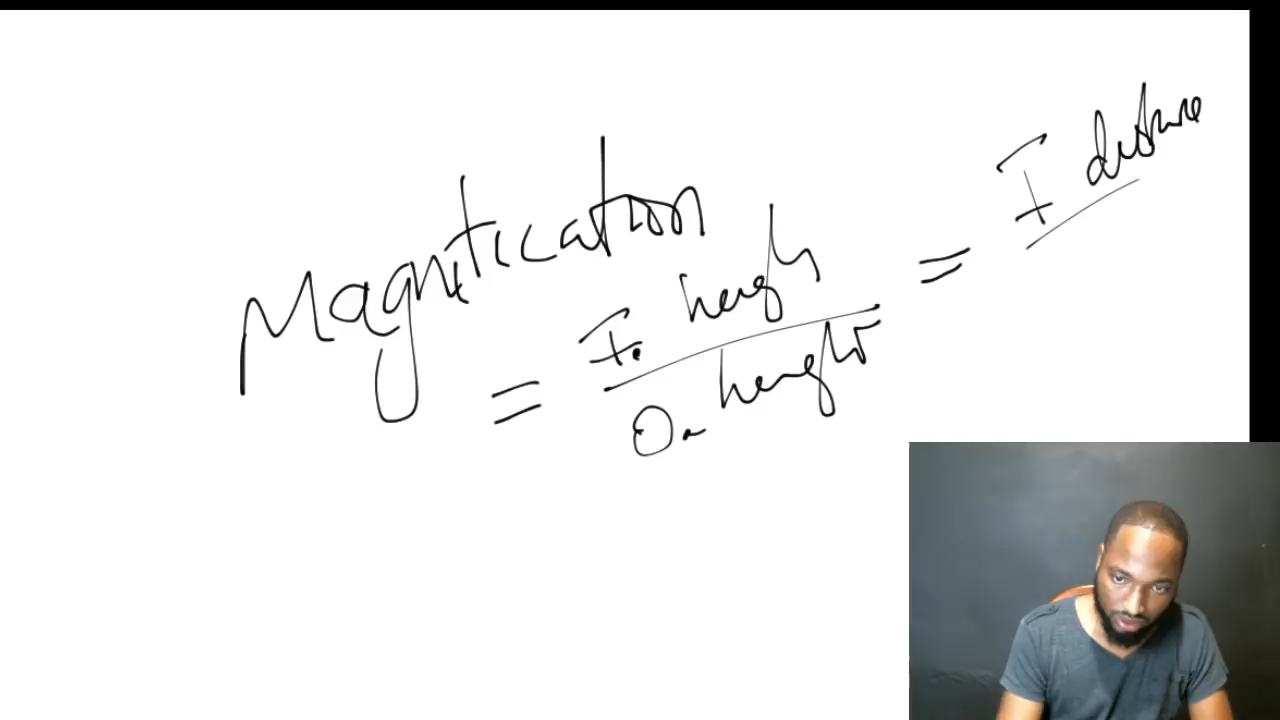 Magnification
= I. height = I distance
O. height